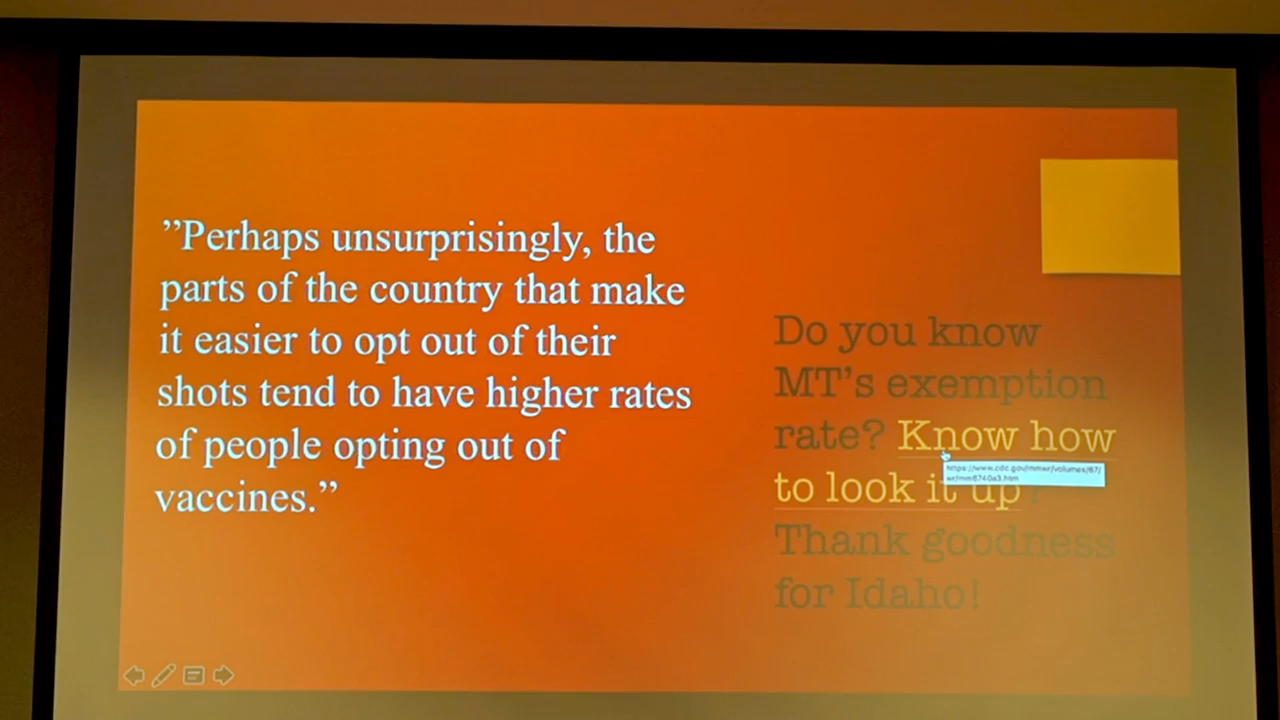 ”Perhaps unsurprisingly, the
parts of the country that make
it easier to opt out of their
shots tend to have higher rates
of people opting out of
vaccines.”
Do you know
MT’s exemption
rate? Know how
to look it up?
Thank goodness
for Idaho!
https://www.cdc.gov/mmwr/volumes/67/
wr/mm6740a3.htm